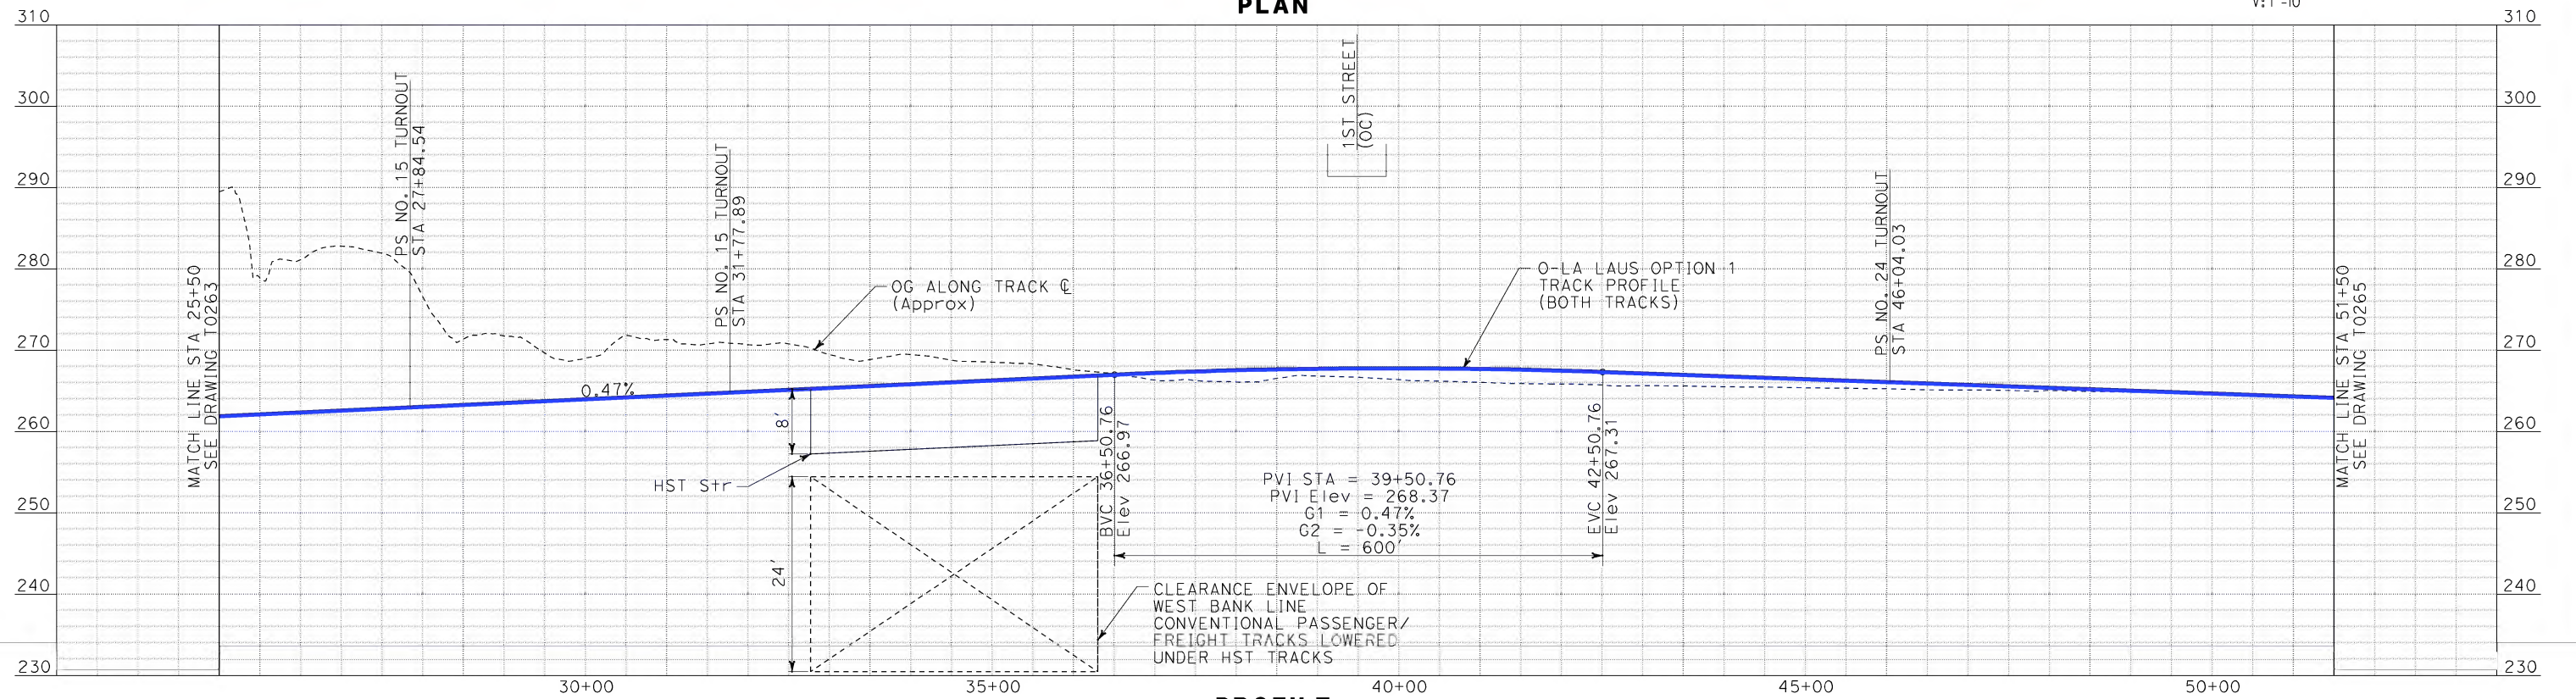 PLAN
V:1"=10'
310
300
290
280
270
260
250
240
230
MATCH LINE STA 25+50
SEE DRAWING T0263
PS NO. 15 TURNOUT
STA 27+84.54
PS NO. 15 TURNOUT
STA 31+77.89
1ST STREET
(OC)
OG ALONG TRACK ℄
(Approx)
O-LA LAUS OPTION 1
TRACK PROFILE
(BOTH TRACKS)
PS NO. 24 TURNOUT
STA 46+04.03
MATCH LINE STA 51+50
SEE DRAWING T0265
0.47%
8'
HST Str
24'
BVC 36+50.76
Elev 266.97
PVI STA = 39+50.76
PVI Elev = 268.37
G1 = 0.47%
G2 = -0.35%
L = 600'
EVC 42+50.76
Elev 267.31
CLEARANCE ENVELOPE OF
WEST BANK LINE
CONVENTIONAL PASSENGER/
FREIGHT TRACKS LOWERED
UNDER HST TRACKS
310
300
290
280
270
260
250
240
230
30+00
35+00
40+00
45+00
50+00
PROFILE